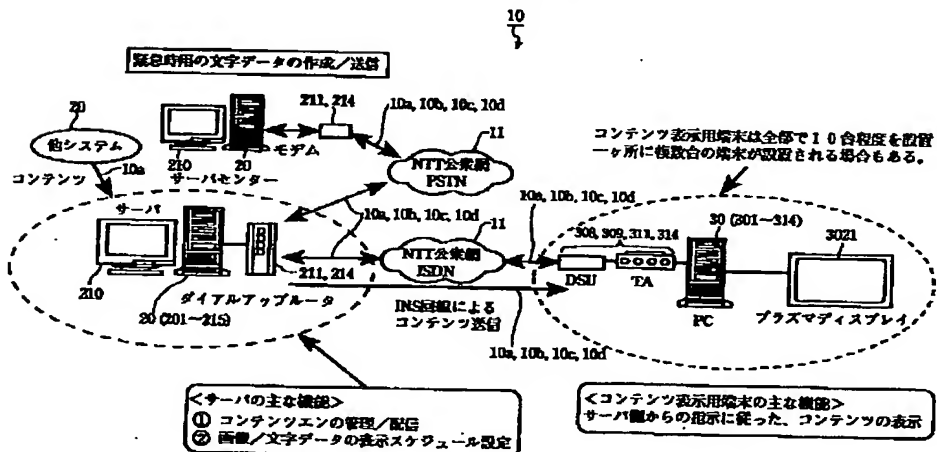 10
緊急時用の文字データの作成/送信
211, 214
10a, 10b, 10c, 10d
20
他システム
10a
コンテンツ
210
20
モデム
サーバセンター
11
NTT公衆網
PSTN
コンテンツ表示用端末は全部で10台程度を設置
一ヶ所に複数台の端末が設置される場合もある。
サーバ
210
211, 214
ダイアルアップルータ
20(201～215)
10a, 10b, 10c, 10d
11
NTT公衆網
ISDN
10a, 10b, 10c, 10d
INS回線による
コンテンツ送信
10a, 10b, 10c, 10d
308, 309, 311, 314
DSU
TA
30(301～314)
PC
3021
プラズマディスプレイ
<サーバの主な機能>
① コンテンツエンの管理/配信
② 画像/文字データの表示スケジュール設定
<コンテンツ表示用端末の主な機能>
サーバ側からの指示に従った、コンテンツの表示